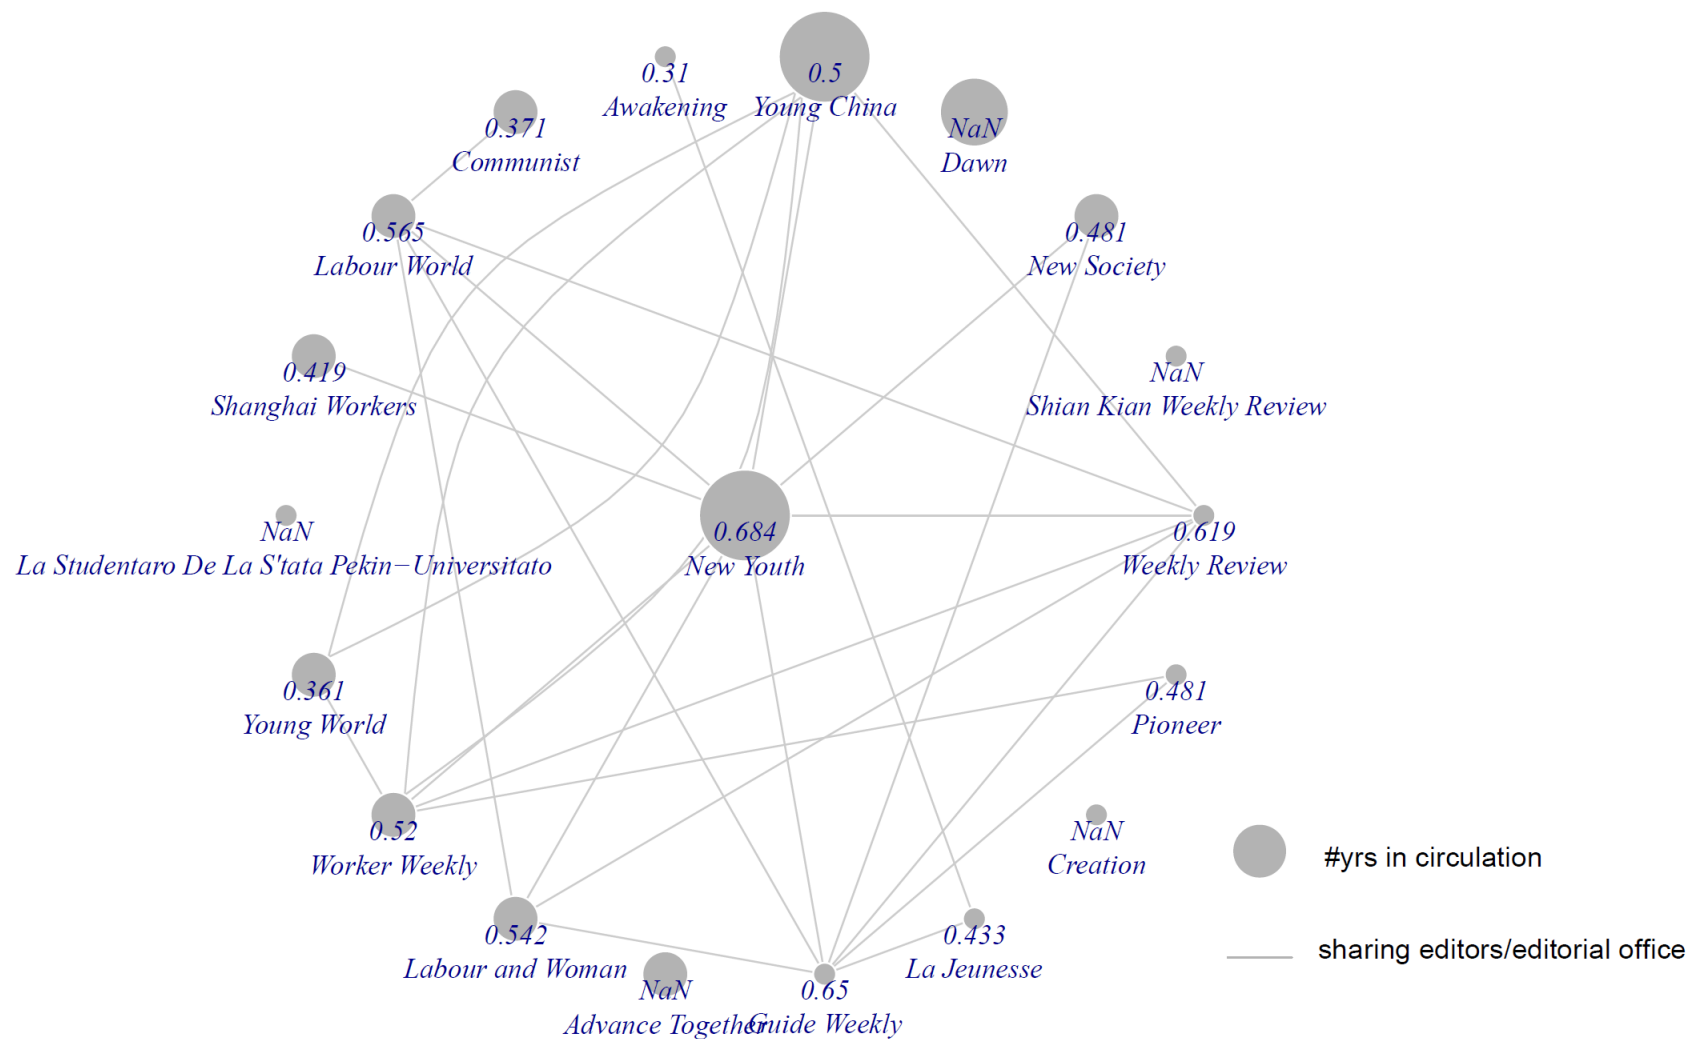 0.31
Awakening
0.5
Young China
0.371
Communist
NaN
Dawn
0.565
Labour World
0.481
New Society
0.419
Shanghai Workers
NaN
Shian Kian Weekly Review
NaN
La Studentaro De La S'tata Pekin−Universitato
0.684
New Youth
0.619
Weekly Review
0.361
Young World
0.481
Pioneer
0.52
Worker Weekly
NaN
Creation
#yrs in circulation
0.542
Labour and Woman
0.433
La Jeunesse
sharing editors/editorial office
NaN
Advance Together
0.65
Guide Weekly